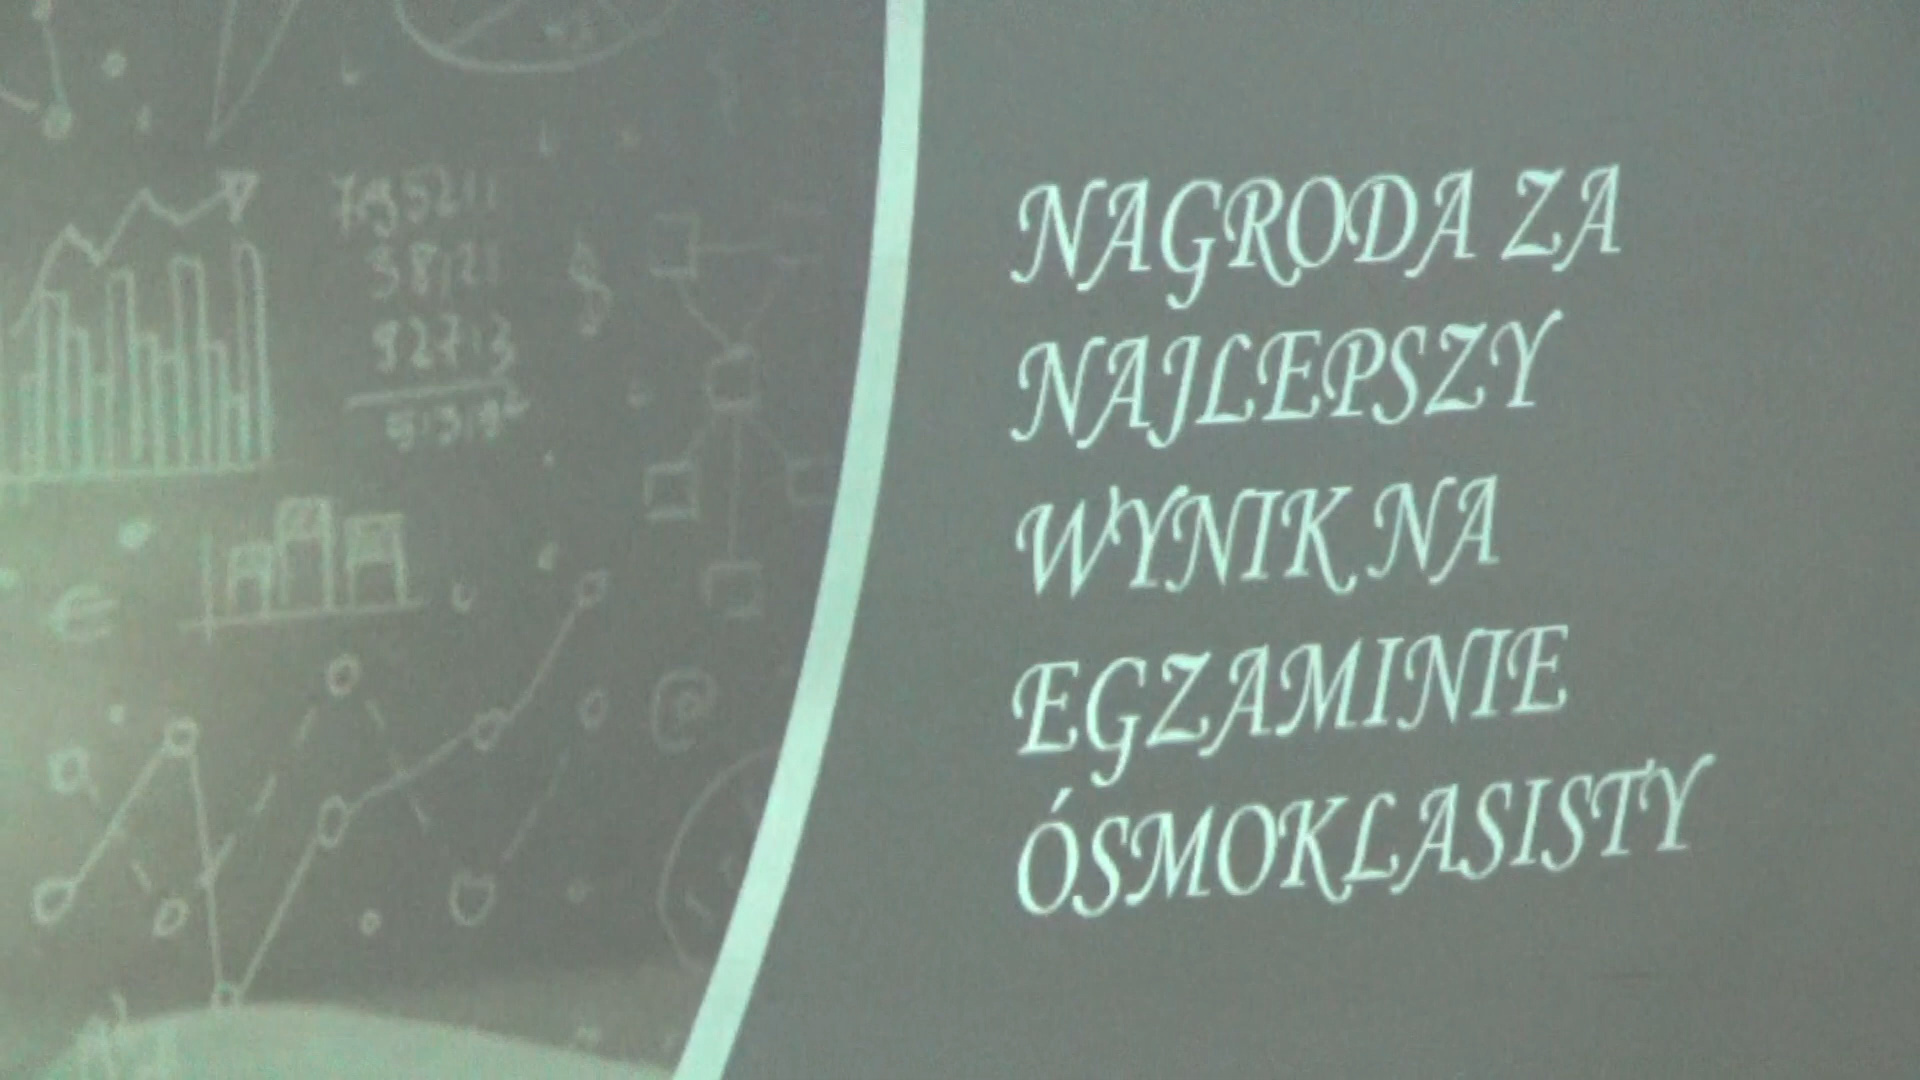 NAGRODA ZA
NAJLEPSZY
WYNIK NA
EGZAMINIE
ÓSMOKLASISTY